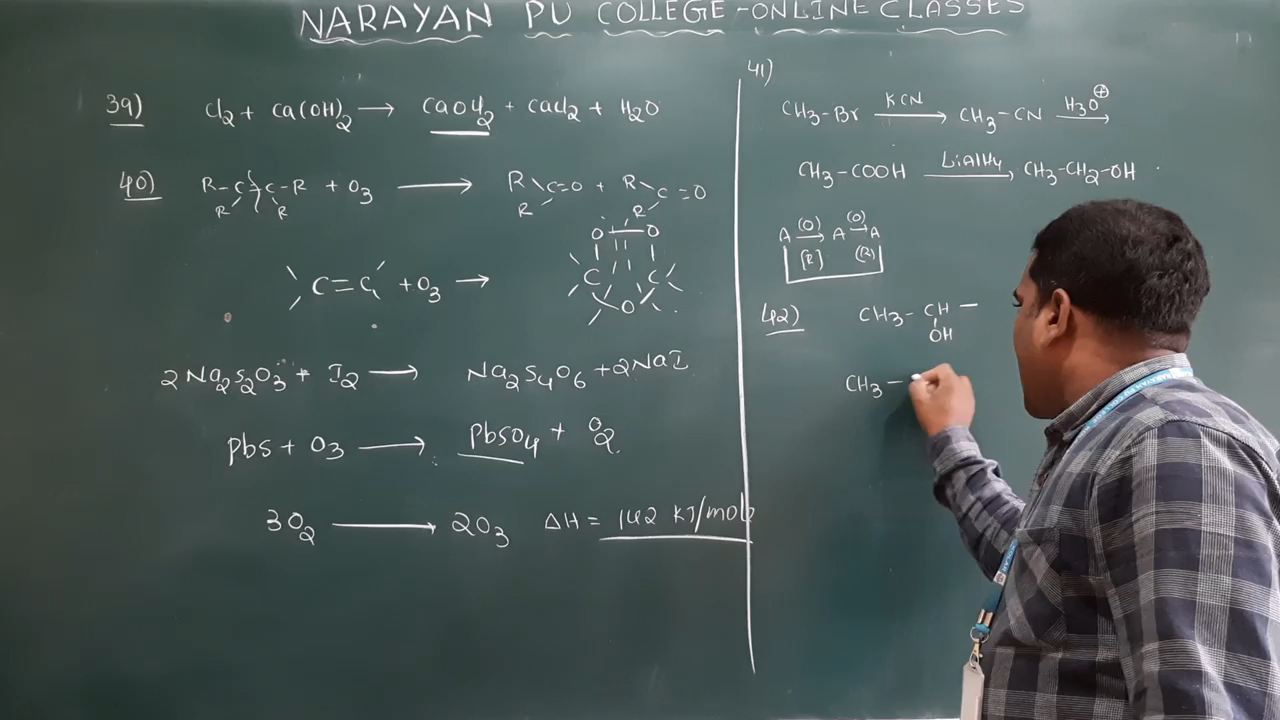 NARAYAN PU COLLEGE - ONLINE CLASSES
39) Cl2 + Ca(OH)2 → CaOCl2 + CaCl2 + H2O
40) R-C=C-R + O3 → R C=O + R C=O
R R R R
O-O
C=C + O3 → C C
O
2Na2S2O3 + I2 → Na2S4O6 + 2NaI
PbS + O3 → PbSO4 + O2
3O2 → 2O3 ΔH = 142 KJ/mol
41)
CH3-Br KCN → CH3-CN H3O⊕ →
CH3-COOH LiAlH4 → CH3-CH2-OH
A (O) → A (O) → A
[R] (R)
42) CH3-CH-
OH
CH3-